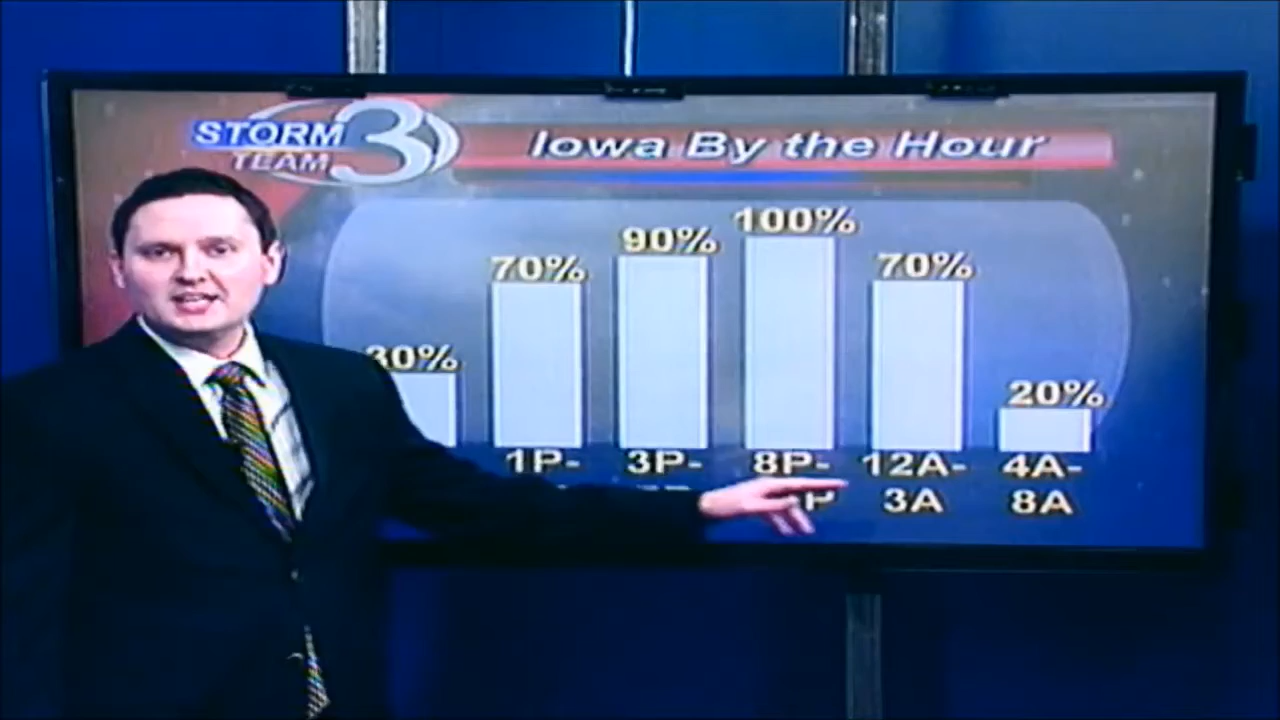 STORM
TEAM 3
Iowa By the Hour
30%
70%
90%
100%
70%
20%
1P-
3P-
8P-
12A-
3A
4A-
8A